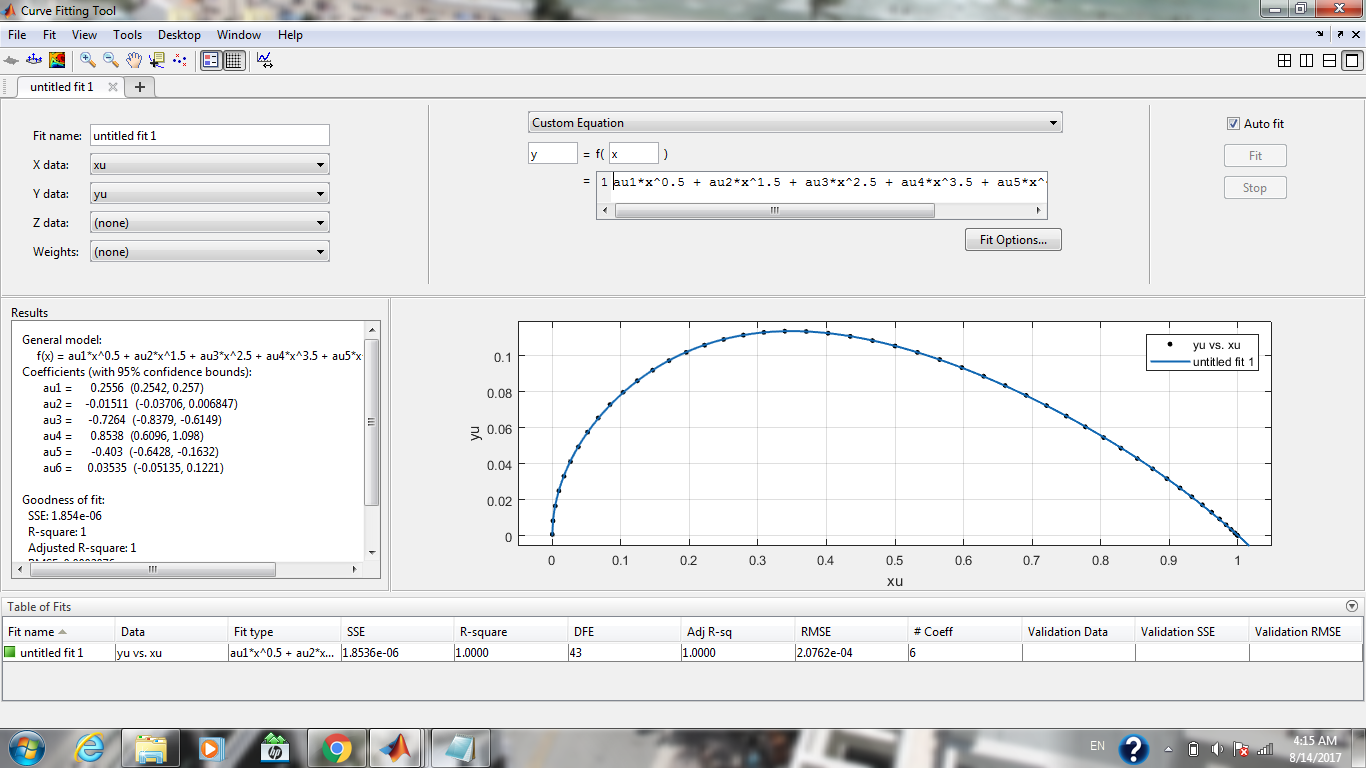 Curve Fitting Tool
File Fit View Tools Desktop Window Help
untitled fit 1
Fit name: untitled fit 1
X data: xu
Y data: yu
Z data: (none)
Weights: (none)
Custom Equation
y = f( x )
= 1 au1*x^0.5 + au2*x^1.5 + au3*x^2.5 + au4*x^3.5 + au5*x^
Fit Options...
Auto fit
Fit
Stop
Results
General model:
f(x) = au1*x^0.5 + au2*x^1.5 + au3*x^2.5 + au4*x^3.5 + au5*x
Coefficients (with 95% confidence bounds):
au1 = 0.2556 (0.2542, 0.257)
au2 = -0.01511 (-0.03706, 0.006847)
au3 = -0.7264 (-0.8379, -0.6149)
au4 = 0.8538 (0.6096, 1.098)
au5 = -0.403 (-0.6428, -0.1632)
au6 = 0.03535 (-0.05135, 0.1221)
Goodness of fit:
SSE: 1.854e-06
R-square: 1
Adjusted R-square: 1
yu vs. xu
untitled fit 1
0.1
0.08
0.06
0.04
0.02
0
yu
0 0.1 0.2 0.3 0.4 0.5 0.6 0.7 0.8 0.9 1
xu
Table of Fits
Fit name Data Fit type SSE R-square DFE Adj R-sq RMSE # Coeff Validation Data Validation SSE Validation RMSE
untitled fit 1 yu vs. xu au1*x^0.5 + au2*x... 1.8536e-06 1.0000 43 1.0000 2.0762e-04 6
EN
4:15 AM
8/14/2017